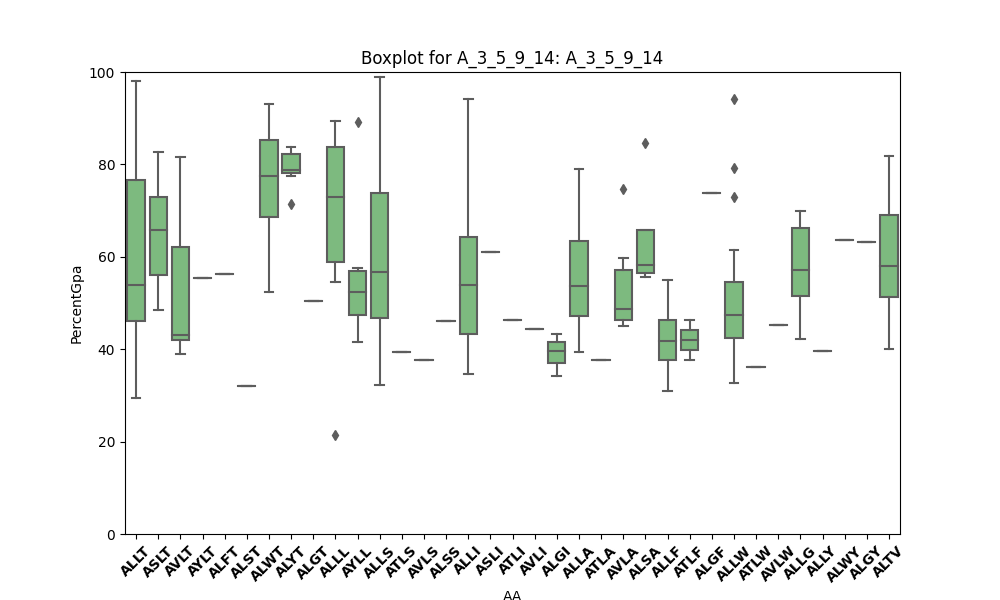 Boxplot for A_3_5_9_14: A_3_5_9_14
100
80
60
40
20
0
PercentGpa
ALLT ASLT AVLT AYLT ALFT ALST ALWT ALYT ALGT ALLL AYLL ALLS ATLS AVLS ALSS ALLI ASLI ATLI AVLI ALGI ALLA ATLA AVLA ALSA ALLF ATLF ALGF ALLW ATLW AVLW ALLG ALLY ALWY ALGY ALTV
AA